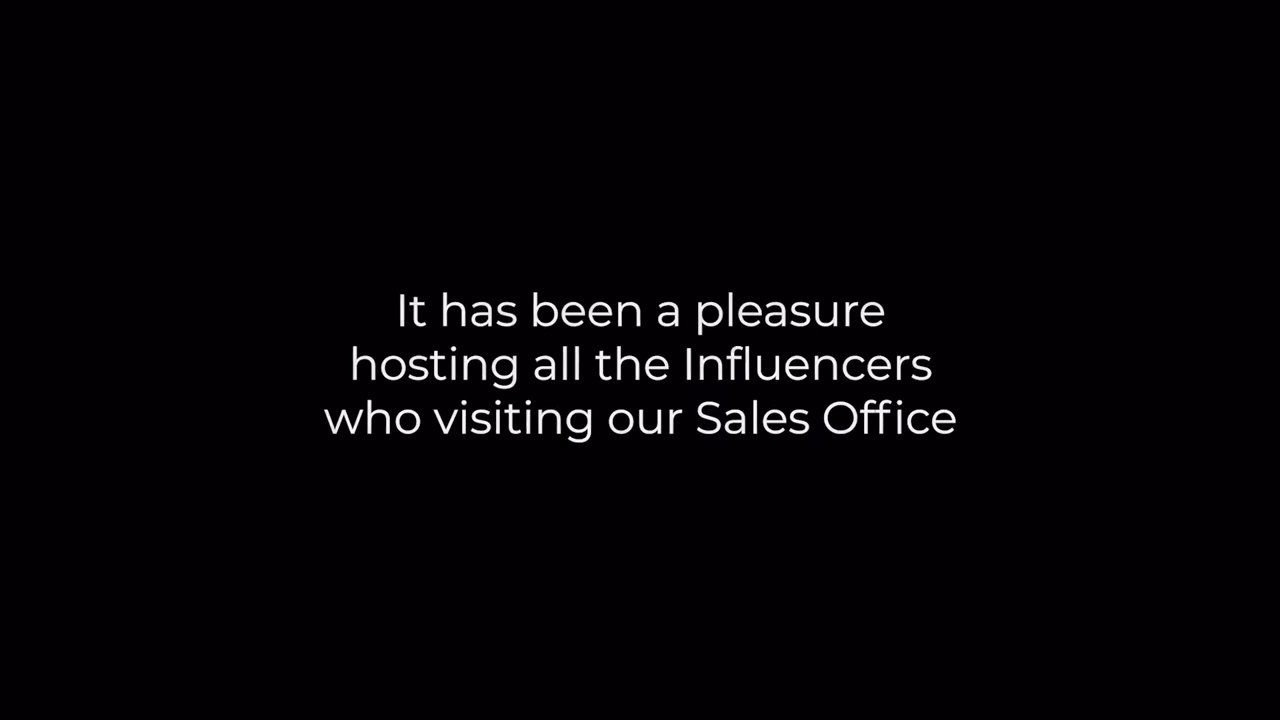 It has been a pleasure
hosting all the Influencers
who visiting our Sales Office